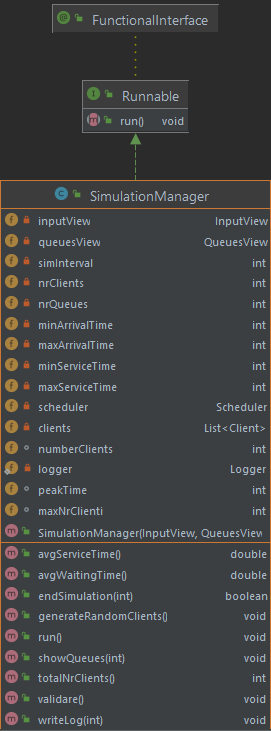 FunctionalInterface
Runnable
run() void
SimulationManager
inputView InputView
queuesView QueuesView
simInterval int
nrClients int
nrQueues int
minArrivalTime int
maxArrivalTime int
minServiceTime int
maxServiceTime int
scheduler Scheduler
clients List<Client>
numberClients int
logger Logger
peakTime int
maxNrClienti int
SimulationManager(InputView, QueuesView
avgServiceTime() double
avgWaitingTime() double
endSimulation(int) boolean
generateRandomClients() void
run() void
showQueues(int) void
totalNrClients() int
validare() void
writeLog(int) void